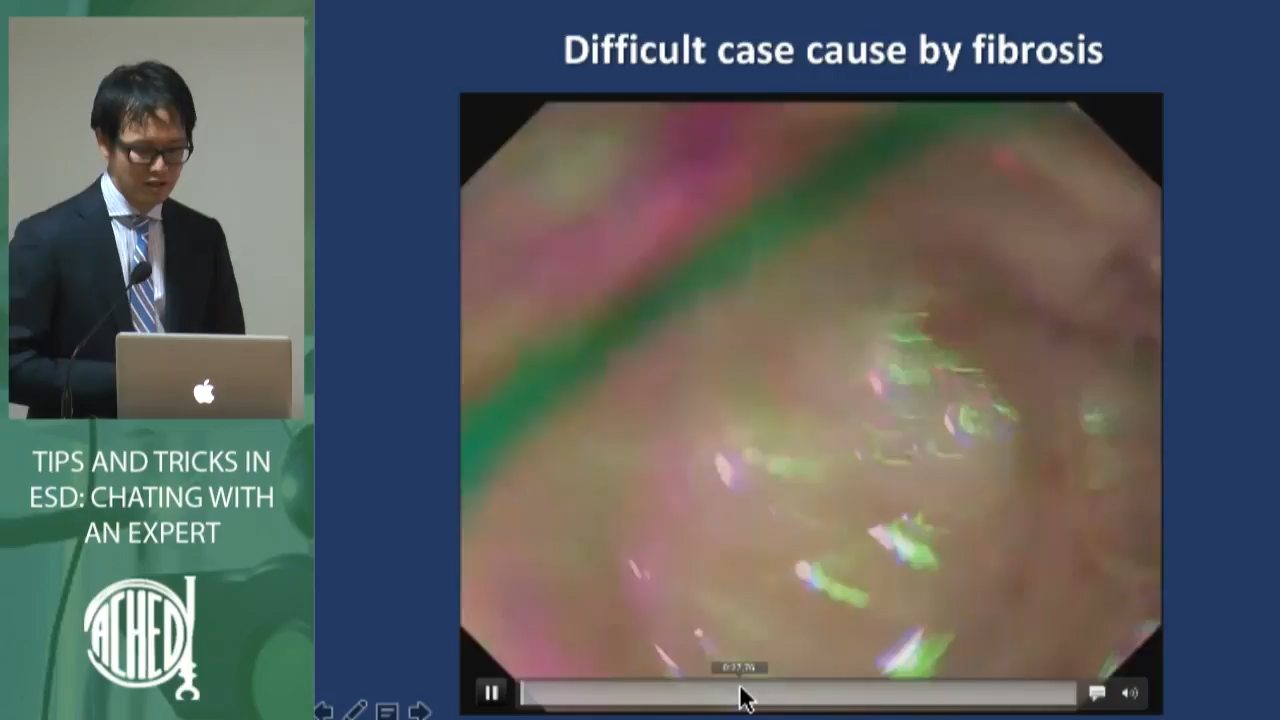 Difficult case cause by fibrosis
TIPS AND TRICKS IN
ESD: CHATING WITH
AN EXPERT
ACHED